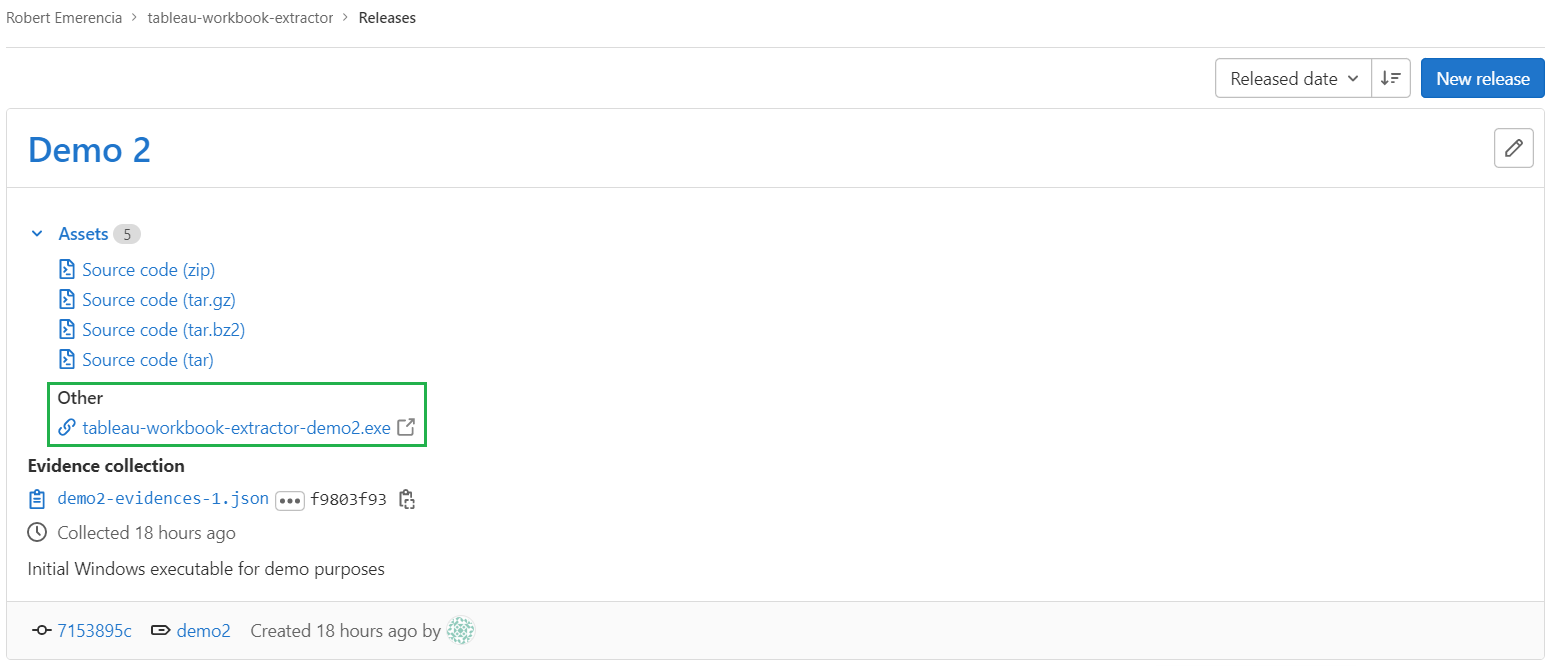 Robert Emerencia > tableau-workbook-extractor > Releases
Released date New release
Demo 2
Assets 5
Source code (zip)
Source code (tar.gz)
Source code (tar.bz2)
Source code (tar)
Other
tableau-workbook-extractor-demo2.exe
Evidence collection
demo2-evidences-1.json ••• f9803f93
Collected 18 hours ago
Initial Windows executable for demo purposes
7153895c demo2 Created 18 hours ago by